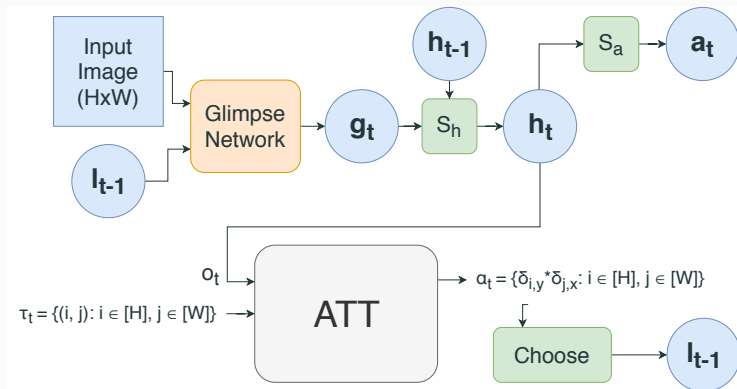 Input
Image
(HxW)
h_{t-1}
S_a
a_t
Glimpse
Network
g_t
S_h
h_t
l_{t-1}
o_t
τ_t = {(i, j): i ∈ [H], j ∈ [W]}
ATT
α_t = {δ_{i,y}*δ_{j,x}: i ∈ [H], j ∈ [W]}
Choose
l_{t-1}